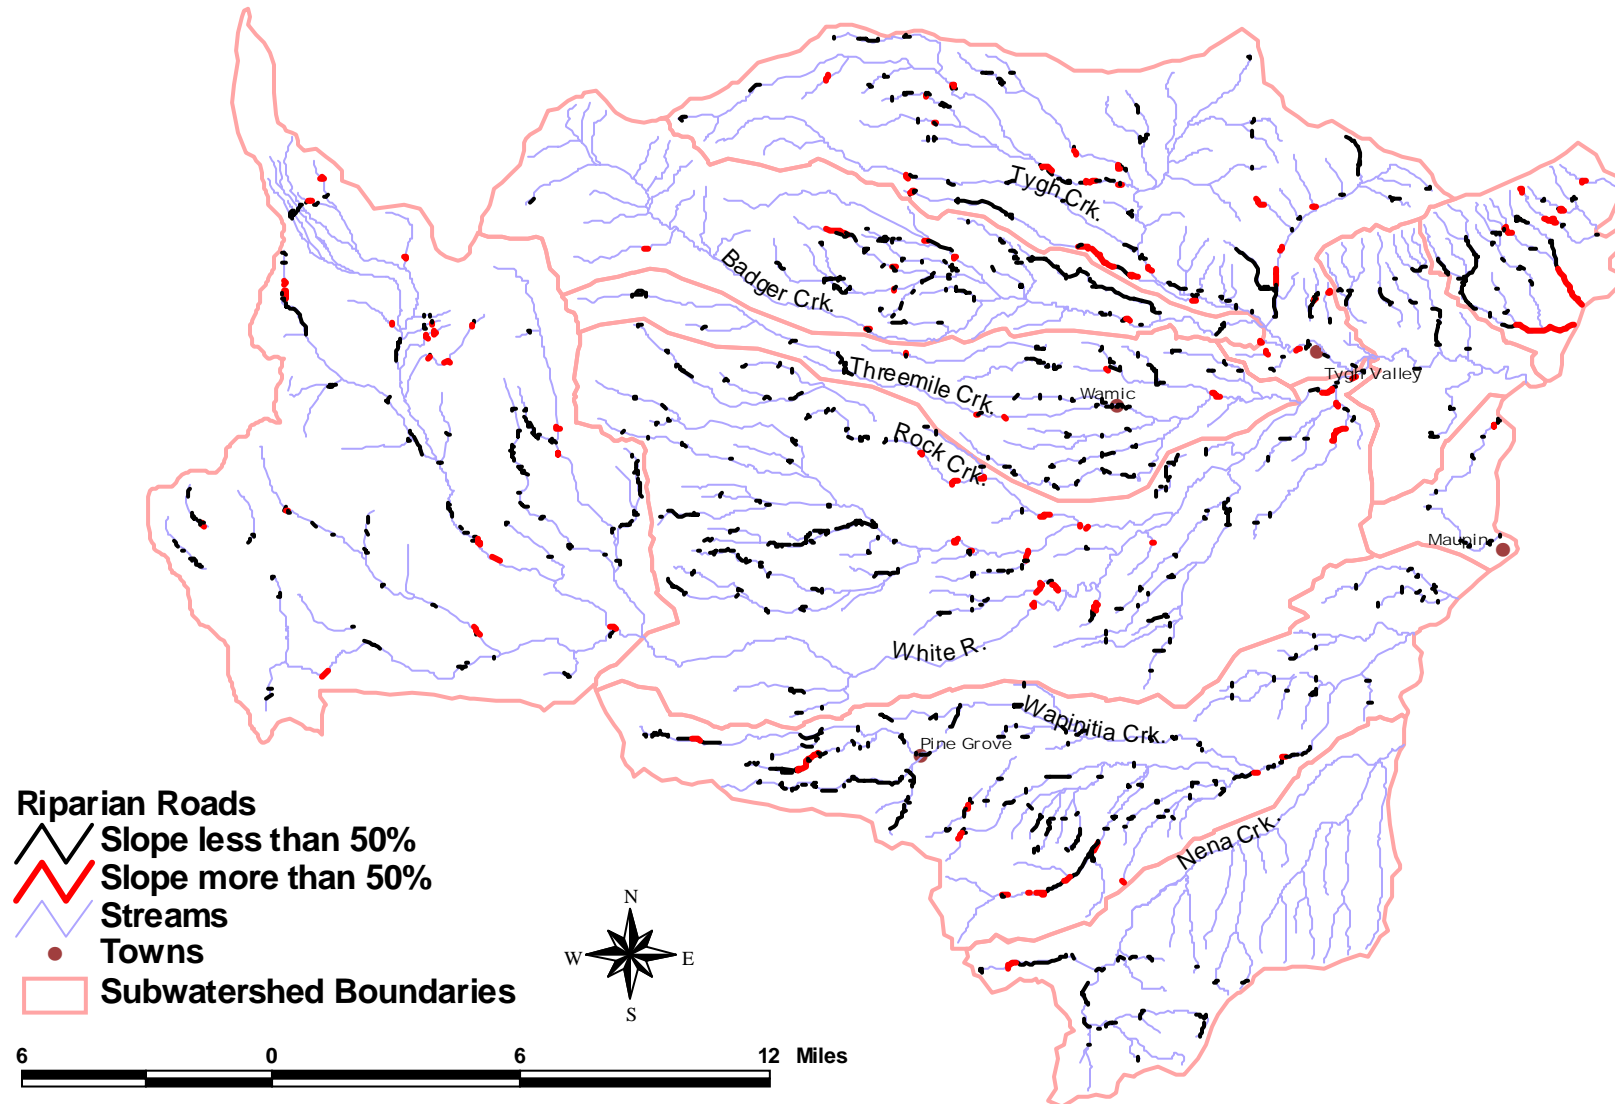 Tygh Crk.
Badger Crk.
Threemile Crk.
Tygh Valley
Wamic
Rock Crk.
Maupin
White R.
Wapinitia Crk.
Pine Grove
Nena Crk.
Riparian Roads
Slope less than 50%
Slope more than 50%
Streams
Towns
Subwatershed Boundaries
N
W E
S
6 0 6 12 Miles